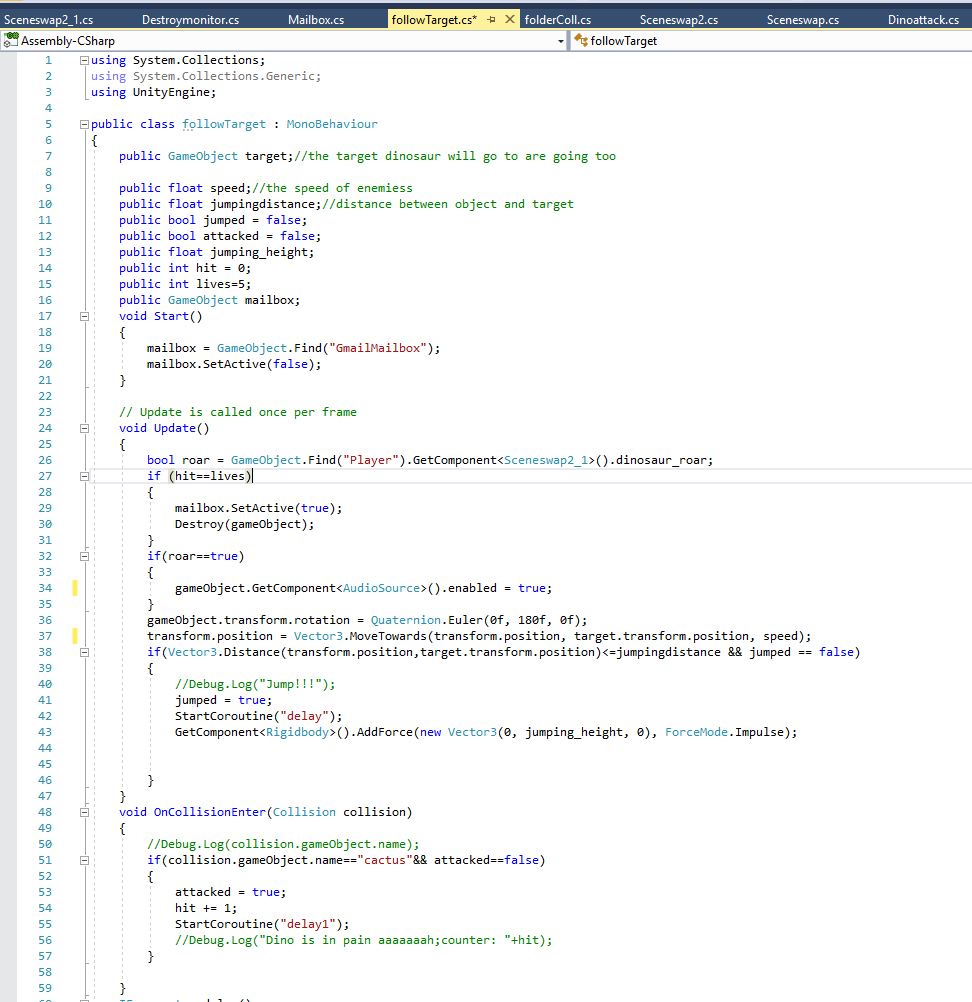 Sceneswap2_1.cs Destroymonitor.cs Mailbox.cs followTarget.cs* folderColl.cs Sceneswap2.cs Sceneswap.cs Dinoattack.cs
Assembly-CSharp followTarget
1 using System.Collections;
2 using System.Collections.Generic;
3 using UnityEngine;
4
5 public class followTarget : MonoBehaviour
6 {
7 public GameObject target;//the target dinosaur will go to are going too
8
9 public float speed;//the speed of enemiess
10 public float jumpingdistance;//distance between object and target
11 public bool jumped = false;
12 public bool attacked = false;
13 public float jumping_height;
14 public int hit = 0;
15 public int lives=5;
16 public GameObject mailbox;
17 void Start()
18 {
19 mailbox = GameObject.Find("GmailMailbox");
20 mailbox.SetActive(false);
21 }
22
23 // Update is called once per frame
24 void Update()
25 {
26 bool roar = GameObject.Find("Player").GetComponent<Sceneswap2_1>().dinosaur_roar;
27 if (hit==lives)
28 {
29 mailbox.SetActive(true);
30 Destroy(gameObject);
31 }
32 if(roar==true)
33 {
34 gameObject.GetComponent<AudioSource>().enabled = true;
35 }
36 gameObject.transform.rotation = Quaternion.Euler(0f, 180f, 0f);
37 transform.position = Vector3.MoveTowards(transform.position, target.transform.position, speed);
38 if(Vector3.Distance(transform.position,target.transform.position)<=jumpingdistance && jumped == false)
39 {
40 //Debug.Log("Jump!!!");
41 jumped = true;
42 StartCoroutine("delay");
43 GetComponent<Rigidbody>().AddForce(new Vector3(0, jumping_height, 0), ForceMode.Impulse);
44
45
46 }
47 }
48 void OnCollisionEnter(Collision collision)
49 {
50 //Debug.Log(collision.gameObject.name);
51 if(collision.gameObject.name=="cactus"&& attacked==false)
52 {
53 attacked = true;
54 hit += 1;
55 StartCoroutine("delay1");
56 //Debug.Log("Dino is in pain aaaaaaah;counter: "+hit);
57 }
58
59 }